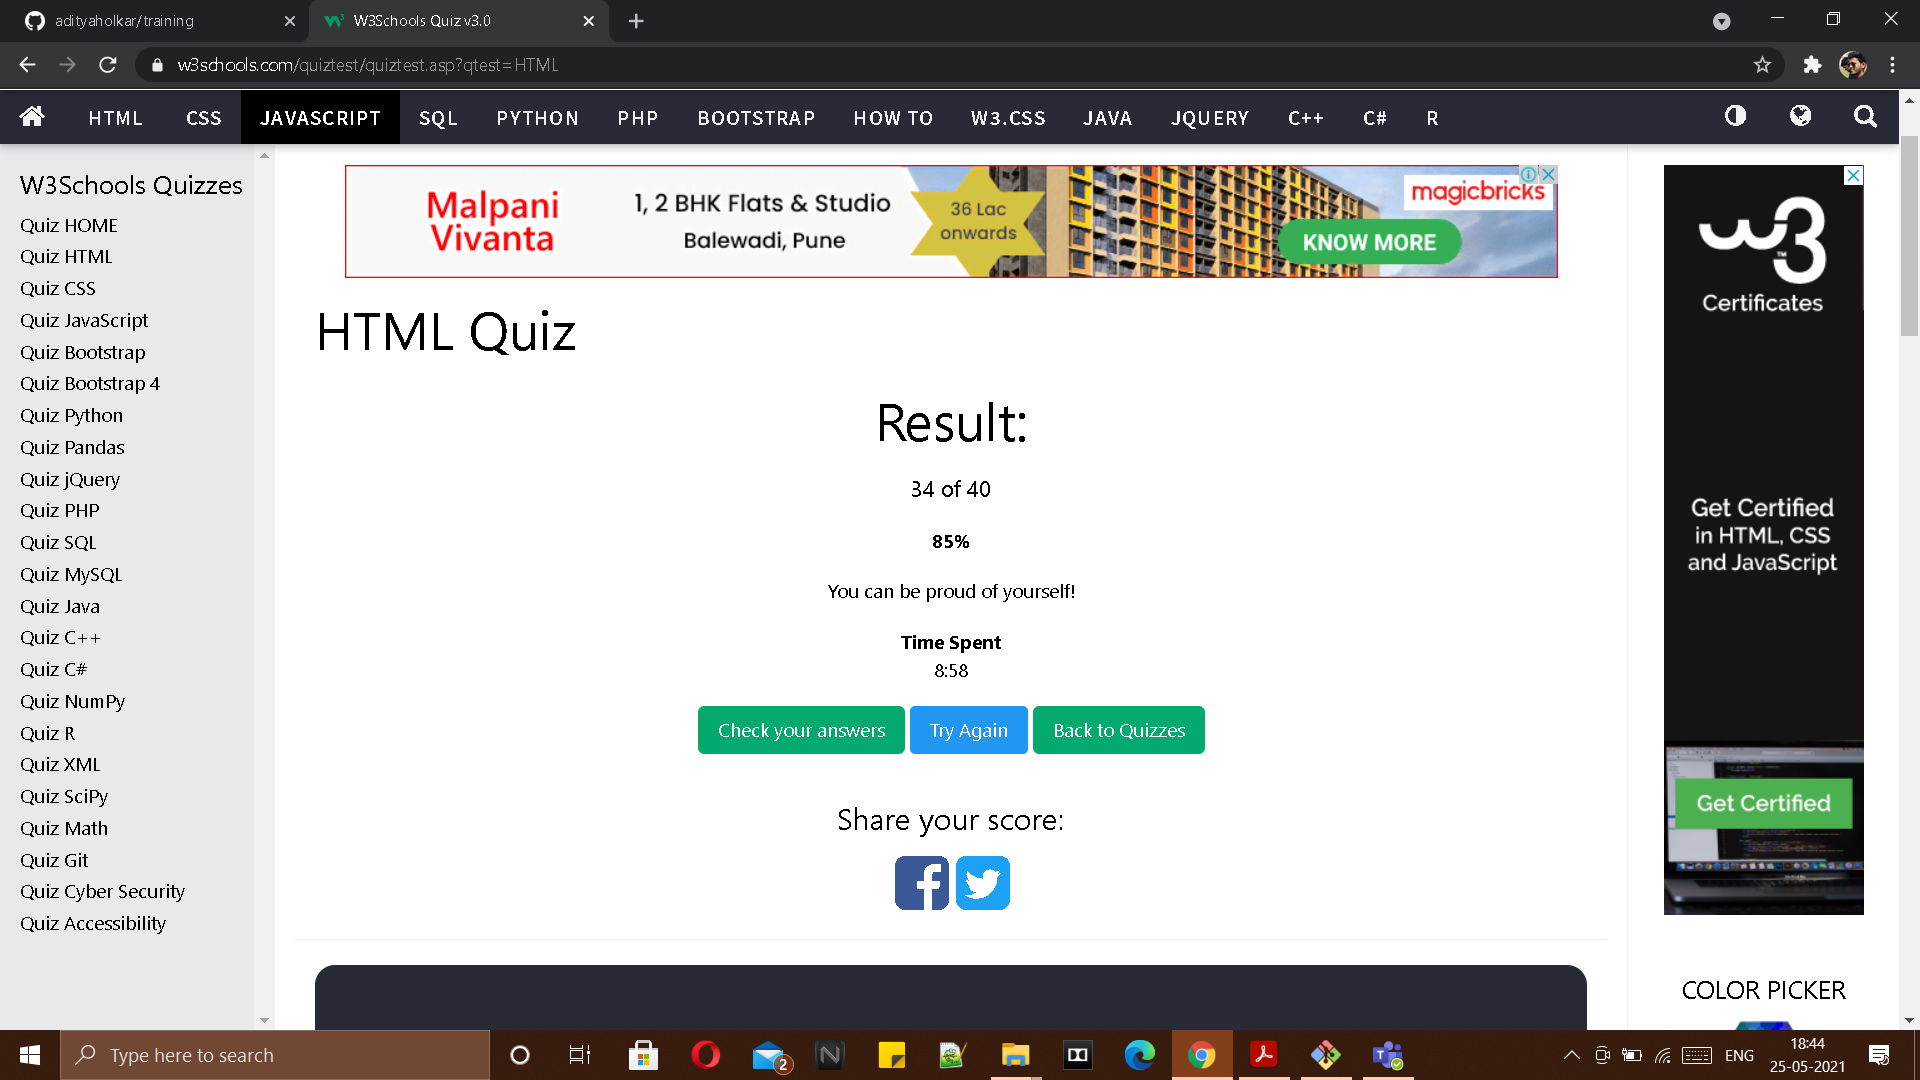 adityaholkar/training
W3Schools Quiz v3.0
w3schools.com/quiztest/quiztest.asp?qtest=HTML
HTML CSS JAVASCRIPT SQL PYTHON PHP BOOTSTRAP HOW TO W3.CSS JAVA JQUERY C++ C# R
W3Schools Quizzes
Quiz HOME
Quiz HTML
Quiz CSS
Quiz JavaScript
Quiz Bootstrap
Quiz Bootstrap 4
Quiz Python
Quiz Pandas
Quiz jQuery
Quiz PHP
Quiz SQL
Quiz MySQL
Quiz Java
Quiz C++
Quiz C#
Quiz NumPy
Quiz R
Quiz XML
Quiz SciPy
Quiz Math
Quiz Git
Quiz Cyber Security
Quiz Accessibility
Malpani
Vivanta
1, 2 BHK Flats & Studio
Balewadi, Pune
36 Lac
onwards
magicbricks
KNOW MORE
HTML Quiz
Result:
34 of 40
85%
You can be proud of yourself!
Time Spent
8:58
Check your answers
Try Again
Back to Quizzes
Share your score:
w3
TM
Certificates
Get Certified
in HTML, CSS
and JavaScript
Get Certified
COLOR PICKER
Type here to search
2
ENG
18:44
25-05-2021